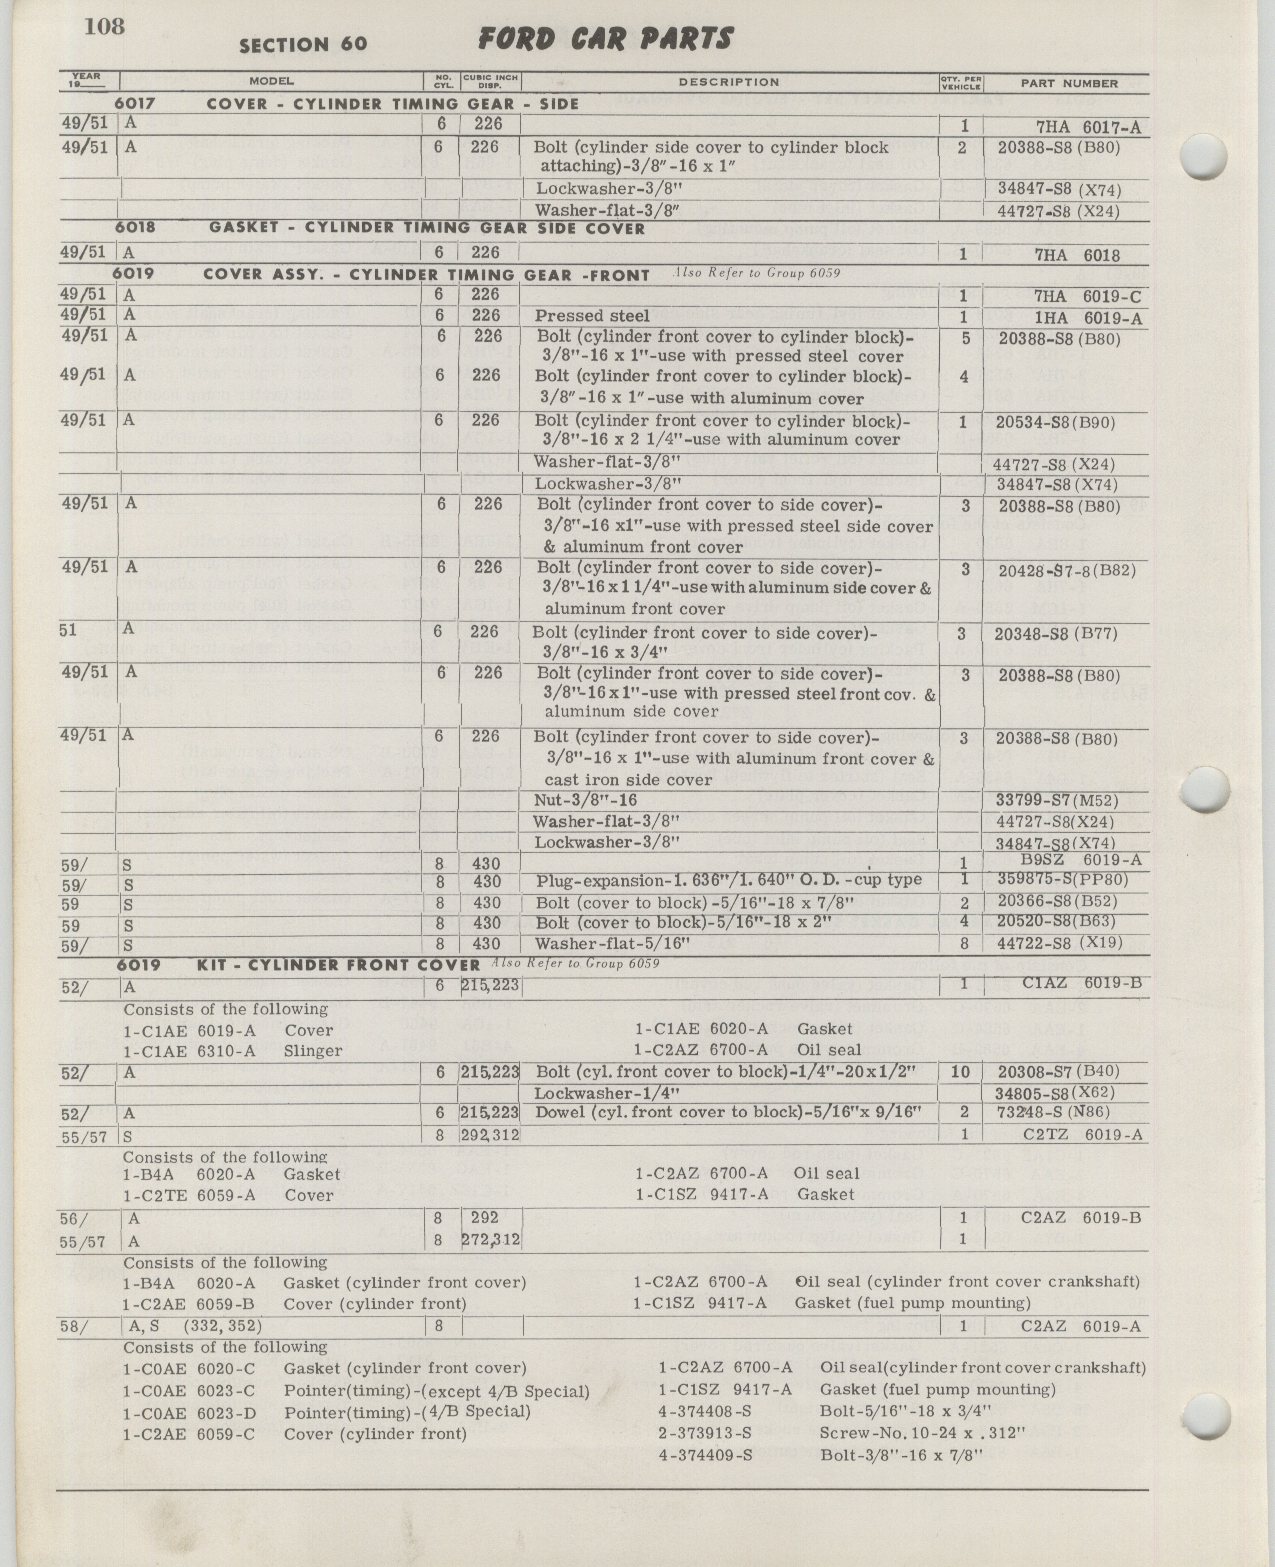 108
SECTION 60 FORD CAR PARTS
YEAR 19__ MODEL NO. CYL. CUBIC INCH DISP. DESCRIPTION QTY. PER VEHICLE PART NUMBER
6017 COVER - CYLINDER TIMING GEAR - SIDE
49/51 A 6 226 1 7HA 6017-A
49/51 A 6 226 Bolt (cylinder side cover to cylinder block 2 20388-S8 (B80)
attaching)-3/8"-16 x 1"
Lockwasher-3/8" 34847-S8 (X74)
Washer-flat-3/8" 44727-S8 (X24)
6018 GASKET - CYLINDER TIMING GEAR SIDE COVER
49/51 A 6 226 1 7HA 6018
6019 COVER ASSY. - CYLINDER TIMING GEAR -FRONT Also Refer to Group 6059
49/51 A 6 226 1 7HA 6019-C
49/51 A 6 226 Pressed steel 1 1HA 6019-A
49/51 A 6 226 Bolt (cylinder front cover to cylinder block)- 5 20388-S8 (B80)
3/8"-16 x 1"-use with pressed steel cover
49/51 A 6 226 Bolt (cylinder front cover to cylinder block)- 4
3/8"-16 x 1"-use with aluminum cover
49/51 A 6 226 Bolt (cylinder front cover to cylinder block)- 1 20534-S8(B90)
3/8"-16 x 2 1/4"-use with aluminum cover
Washer-flat-3/8" 44727-S8 (X24)
Lockwasher-3/8" 34847-S8 (X74)
49/51 A 6 226 Bolt (cylinder front cover to side cover)- 3 20388-S8 (B80)
3/8"-16 x1"-use with pressed steel side cover
& aluminum front cover
49/51 A 6 226 Bolt (cylinder front cover to side cover)- 3 20428-S7-8(B82)
3/8"-16 x 1 1/4"-use with aluminum side cover &
aluminum front cover
51 A 6 226 Bolt (cylinder front cover to side cover)- 3 20348-S8 (B77)
3/8"-16 x 3/4"
49/51 A 6 226 Bolt (cylinder front cover to side cover)- 3 20388-S8 (B80)
3/8"-16 x 1"-use with pressed steel front cov. &
aluminum side cover
49/51 A 6 226 Bolt (cylinder front cover to side cover)- 3 20388-S8 (B80)
3/8"-16 x 1"-use with aluminum front cover &
cast iron side cover
Nut-3/8"-16 33799-S7(M52)
Washer-flat-3/8" 44727-S8(X24)
Lockwasher-3/8" 34847-S8(X74)
59/ S 8 430 1 B9SZ 6019-A
59/ S 8 430 Plug-expansion-1.636"/1.640" O.D.-cup type 1 359875-S(PP80)
59 S 8 430 Bolt (cover to block) -5/16"-18 x 7/8" 2 20366-S8(B52)
59 S 8 430 Bolt (cover to block)-5/16"-18 x 2" 4 20520-S8(B63)
59/ S 8 430 Washer-flat-5/16" 8 44722-S8 (X19)
6019 KIT - CYLINDER FRONT COVER Also Refer to Group 6059
52/ A 6 215,223 1 C1AZ 6019-B
Consists of the following
1-C1AE 6019-A Cover 1-C1AE 6020-A Gasket
1-C1AE 6310-A Slinger 1-C2AZ 6700-A Oil seal
52/ A 6 215,223 Bolt (cyl. front cover to block)-1/4"-20x1/2" 10 20308-S7 (B40)
Lockwasher-1/4" 34805-S8(X62)
52/ A 6 215,223 Dowel (cyl. front cover to block)-5/16"x 9/16" 2 73248-S (N86)
55/57 S 8 292,312 1 C2TZ 6019-A
Consists of the following
1-B4A 6020-A Gasket 1-C2AZ 6700-A Oil seal
1-C2TE 6059-A Cover 1-C1SZ 9417-A Gasket
56/ A 8 292 1 C2AZ 6019-B
55/57 A 8 272,312 1
Consists of the following
1-B4A 6020-A Gasket (cylinder front cover) 1-C2AZ 6700-A Oil seal (cylinder front cover crankshaft)
1-C2AE 6059-B Cover (cylinder front) 1-C1SZ 9417-A Gasket (fuel pump mounting)
58/ A, S (332, 352) 8 1 C2AZ 6019-A
Consists of the following
1-C0AE 6020-C Gasket (cylinder front cover) 1-C2AZ 6700-A Oil seal(cylinder front cover crankshaft)
1-C0AE 6023-C Pointer(timing)-(except 4/B Special) 1-C1SZ 9417-A Gasket (fuel pump mounting)
1-C0AE 6023-D Pointer(timing)-(4/B Special) 4-374408-S Bolt-5/16"-18 x 3/4"
1-C2AE 6059-C Cover (cylinder front) 2-373913-S Screw-No. 10-24 x .312"
4-374409-S Bolt-3/8"-16 x 7/8"